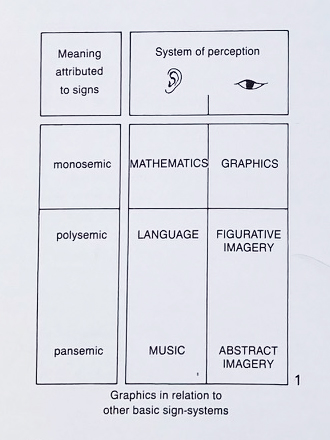 Meaning
attributed
to signs
System of perception
monosemic
MATHEMATICS
GRAPHICS
polysemic
LANGUAGE
FIGURATIVE
IMAGERY
pansemic
MUSIC
ABSTRACT
IMAGERY
1
Graphics in relation to
other basic sign-systems